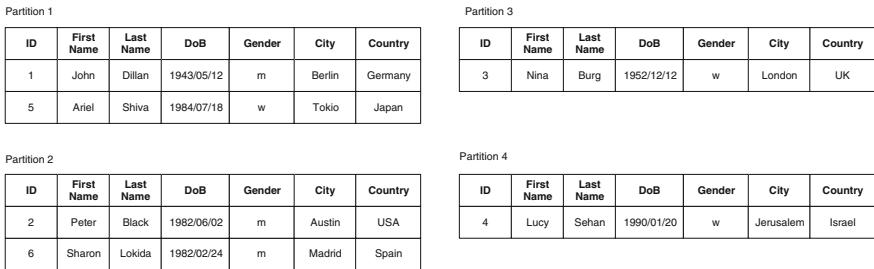 Partition 1
ID First Name Last Name DoB Gender City Country
1 John Dillan 1943/05/12 m Berlin Germany
5 Ariel Shiva 1984/07/18 w Tokio Japan
Partition 3
ID First Name Last Name DoB Gender City Country
3 Nina Burg 1952/12/12 w London UK
Partition 2
ID First Name Last Name DoB Gender City Country
2 Peter Black 1982/06/02 m Austin USA
6 Sharon Lokida 1982/02/24 m Madrid Spain
Partition 4
ID First Name Last Name DoB Gender City Country
4 Lucy Sehan 1990/01/20 w Jerusalem Israel